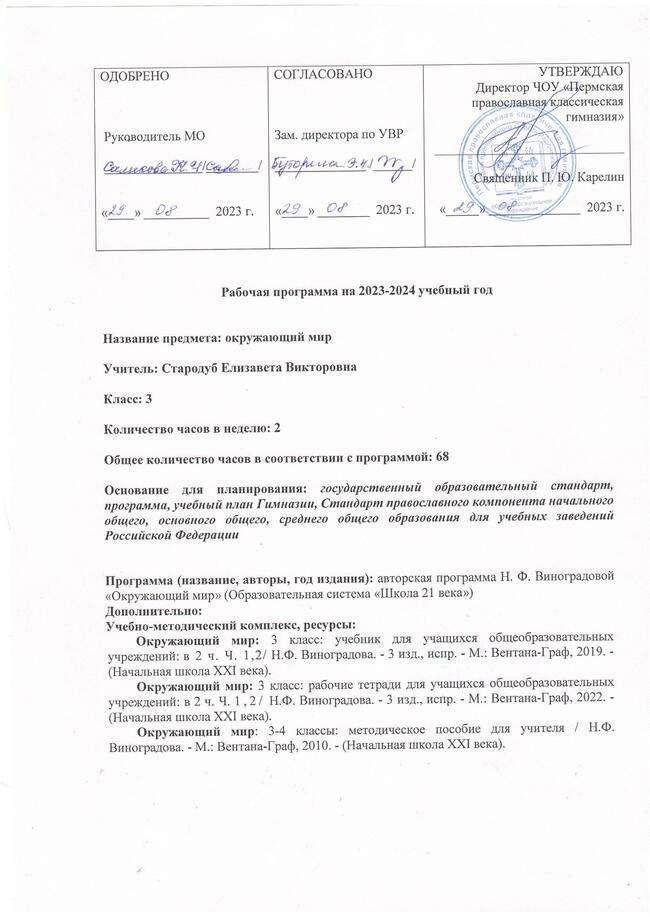 ОДОБРЕНО
Руководитель МО
«29» 08 2023 г.
СОГЛАСОВАНО
Зам. директора по УВР
Буторина Э.Н.
«29» 08 2023 г.
УТВЕРЖДАЮ
Директор ЧОУ «Пермская
православная классическая
гимназия»
Священник П. Ю. Карелин
«29» 08 2023 г.
Рабочая программа на 2023-2024 учебный год
Название предмета: окружающий мир
Учитель: Стародуб Елизавета Викторовна
Класс: 3
Количество часов в неделю: 2
Общее количество часов в соответствии с программой: 68
Основание для планирования: государственный образовательный стандарт,
программа, учебный план Гимназии, Стандарт православного компонента начального
общего, основного общего, среднего общего образования для учебных заведений
Российской Федерации
Программа (название, авторы, год издания): авторская программа Н. Ф. Виноградовой
«Окружающий мир» (Образовательная система «Школа 21 века»)
Дополнительно:
Учебно-методический комплекс, ресурсы:
Окружающий мир: 3 класс: учебник для учащихся общеобразовательных
учреждений: в 2 ч. Ч. 1,2/ Н.Ф. Виноградова. - 3 изд., испр. - М.: Вентана-Граф, 2019. -
(Начальная школа XXI века).
Окружающий мир: 3 класс: рабочие тетради для учащихся общеобразовательных
учреждений: в 2 ч. Ч. 1 , 2 / Н.Ф. Виноградова. - 3 изд., испр. - М.: Вентана-Граф, 2022. -
(Начальная школа XXI века).
Окружающий мир: 3-4 классы: методическое пособие для учителя / Н.Ф.
Виноградова. - М.: Вентана-Граф, 2010. - (Начальная школа XXI века).